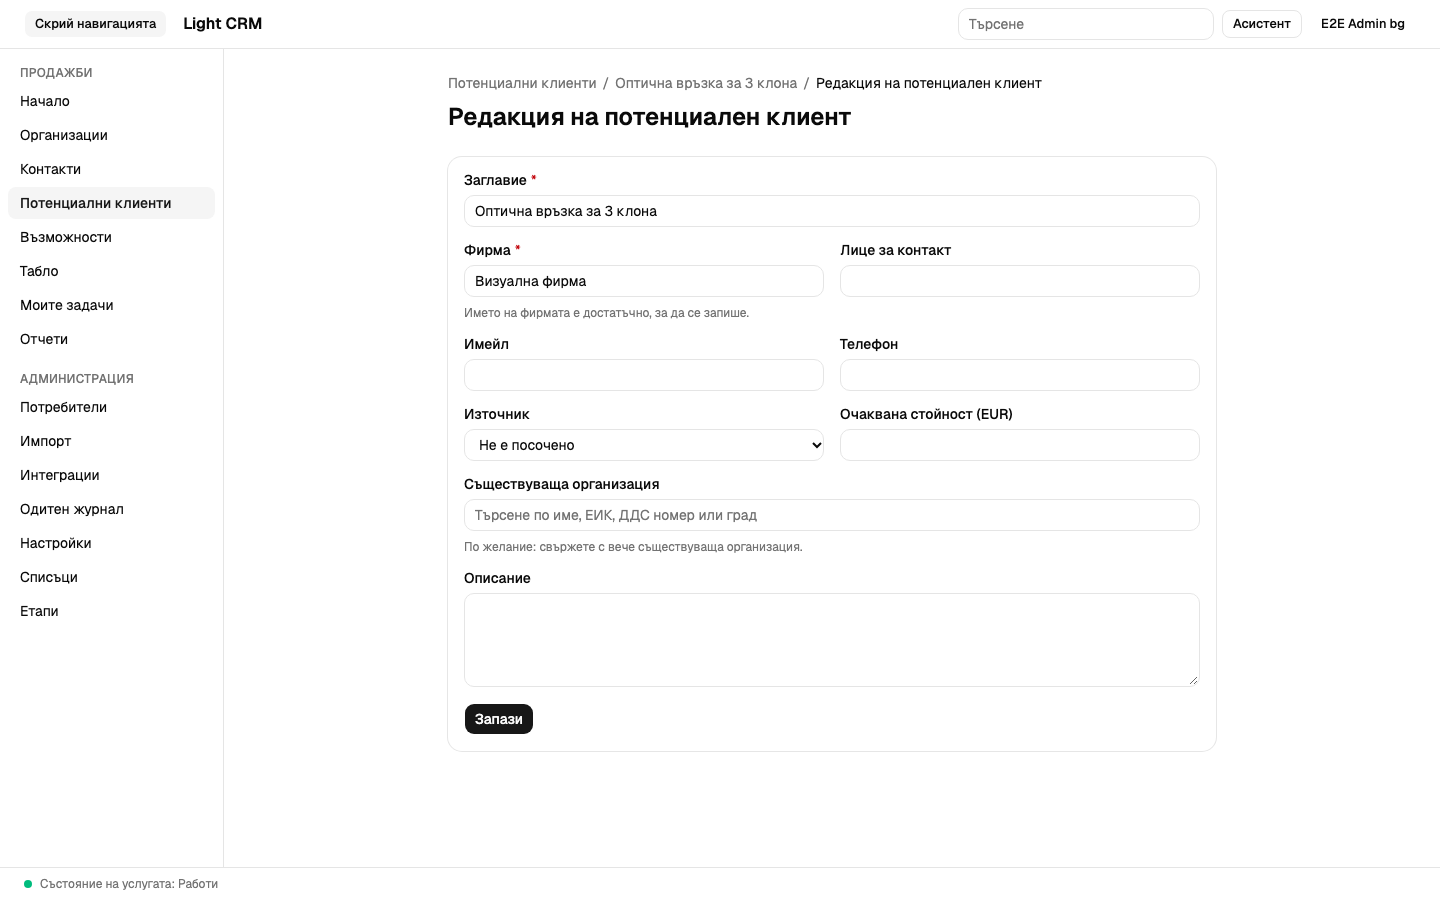 Скрий навигацията
Light CRM
Търсене
Асистент
E2E Admin bg
ПРОДАЖБИ
Начало
Организации
Контакти
Потенциални клиенти
Възможности
Табло
Моите задачи
Отчети
АДМИНИСТРАЦИЯ
Потребители
Импорт
Интеграции
Одитен журнал
Настройки
Списъци
Етапи
Потенциални клиенти / Оптична връзка за 3 клона / Редакция на потенциален клиент
Редакция на потенциален клиент
Заглавие *
Оптична връзка за 3 клона
Фирма *
Визуална фирма
Името на фирмата е достатъчно, за да се запише.
Лице за контакт
Имейл
Телефон
Източник
Не е посочено
Очаквана стойност (EUR)
Съществуваща организация
Търсене по име, ЕИК, ДДС номер или град
По желание: свържете с вече съществуваща организация.
Описание
Запази
Състояние на услугата: Работи